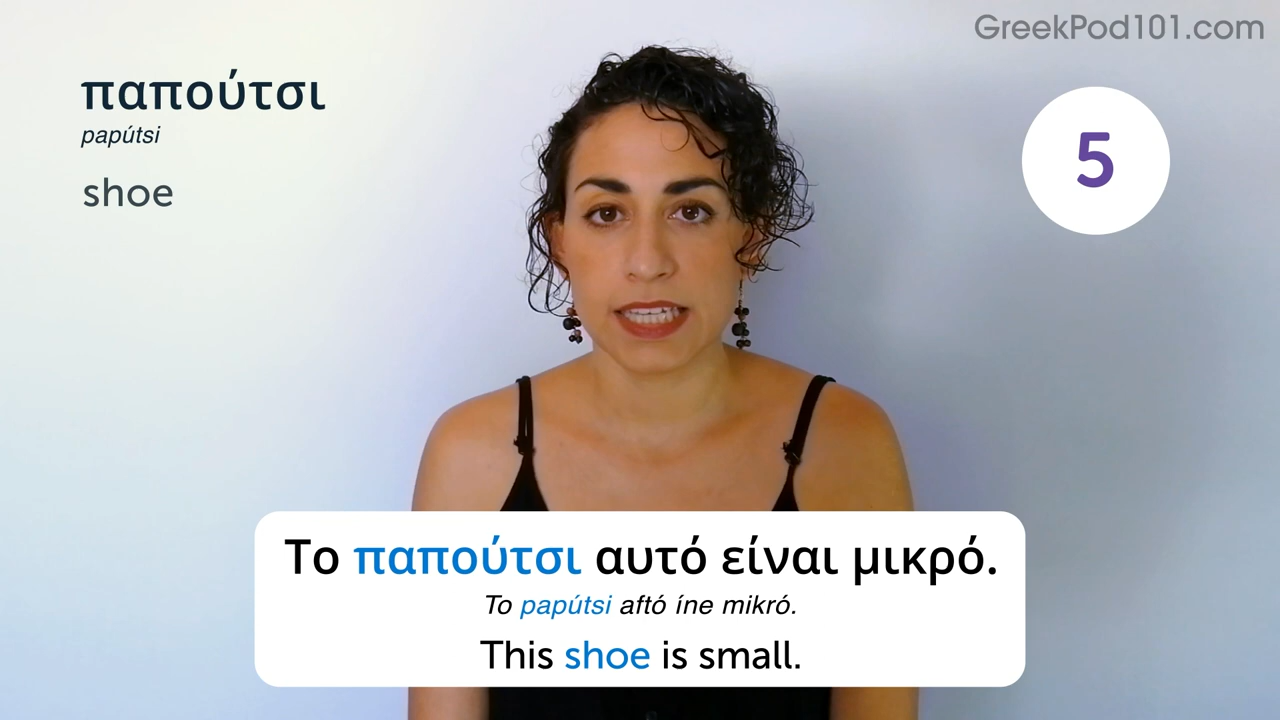 GreekPod101.com
παπούτσι
papútsi
shoe
5
Το παπούτσι αυτό είναι μικρό.
To papútsi aftó íne mikró.
This shoe is small.